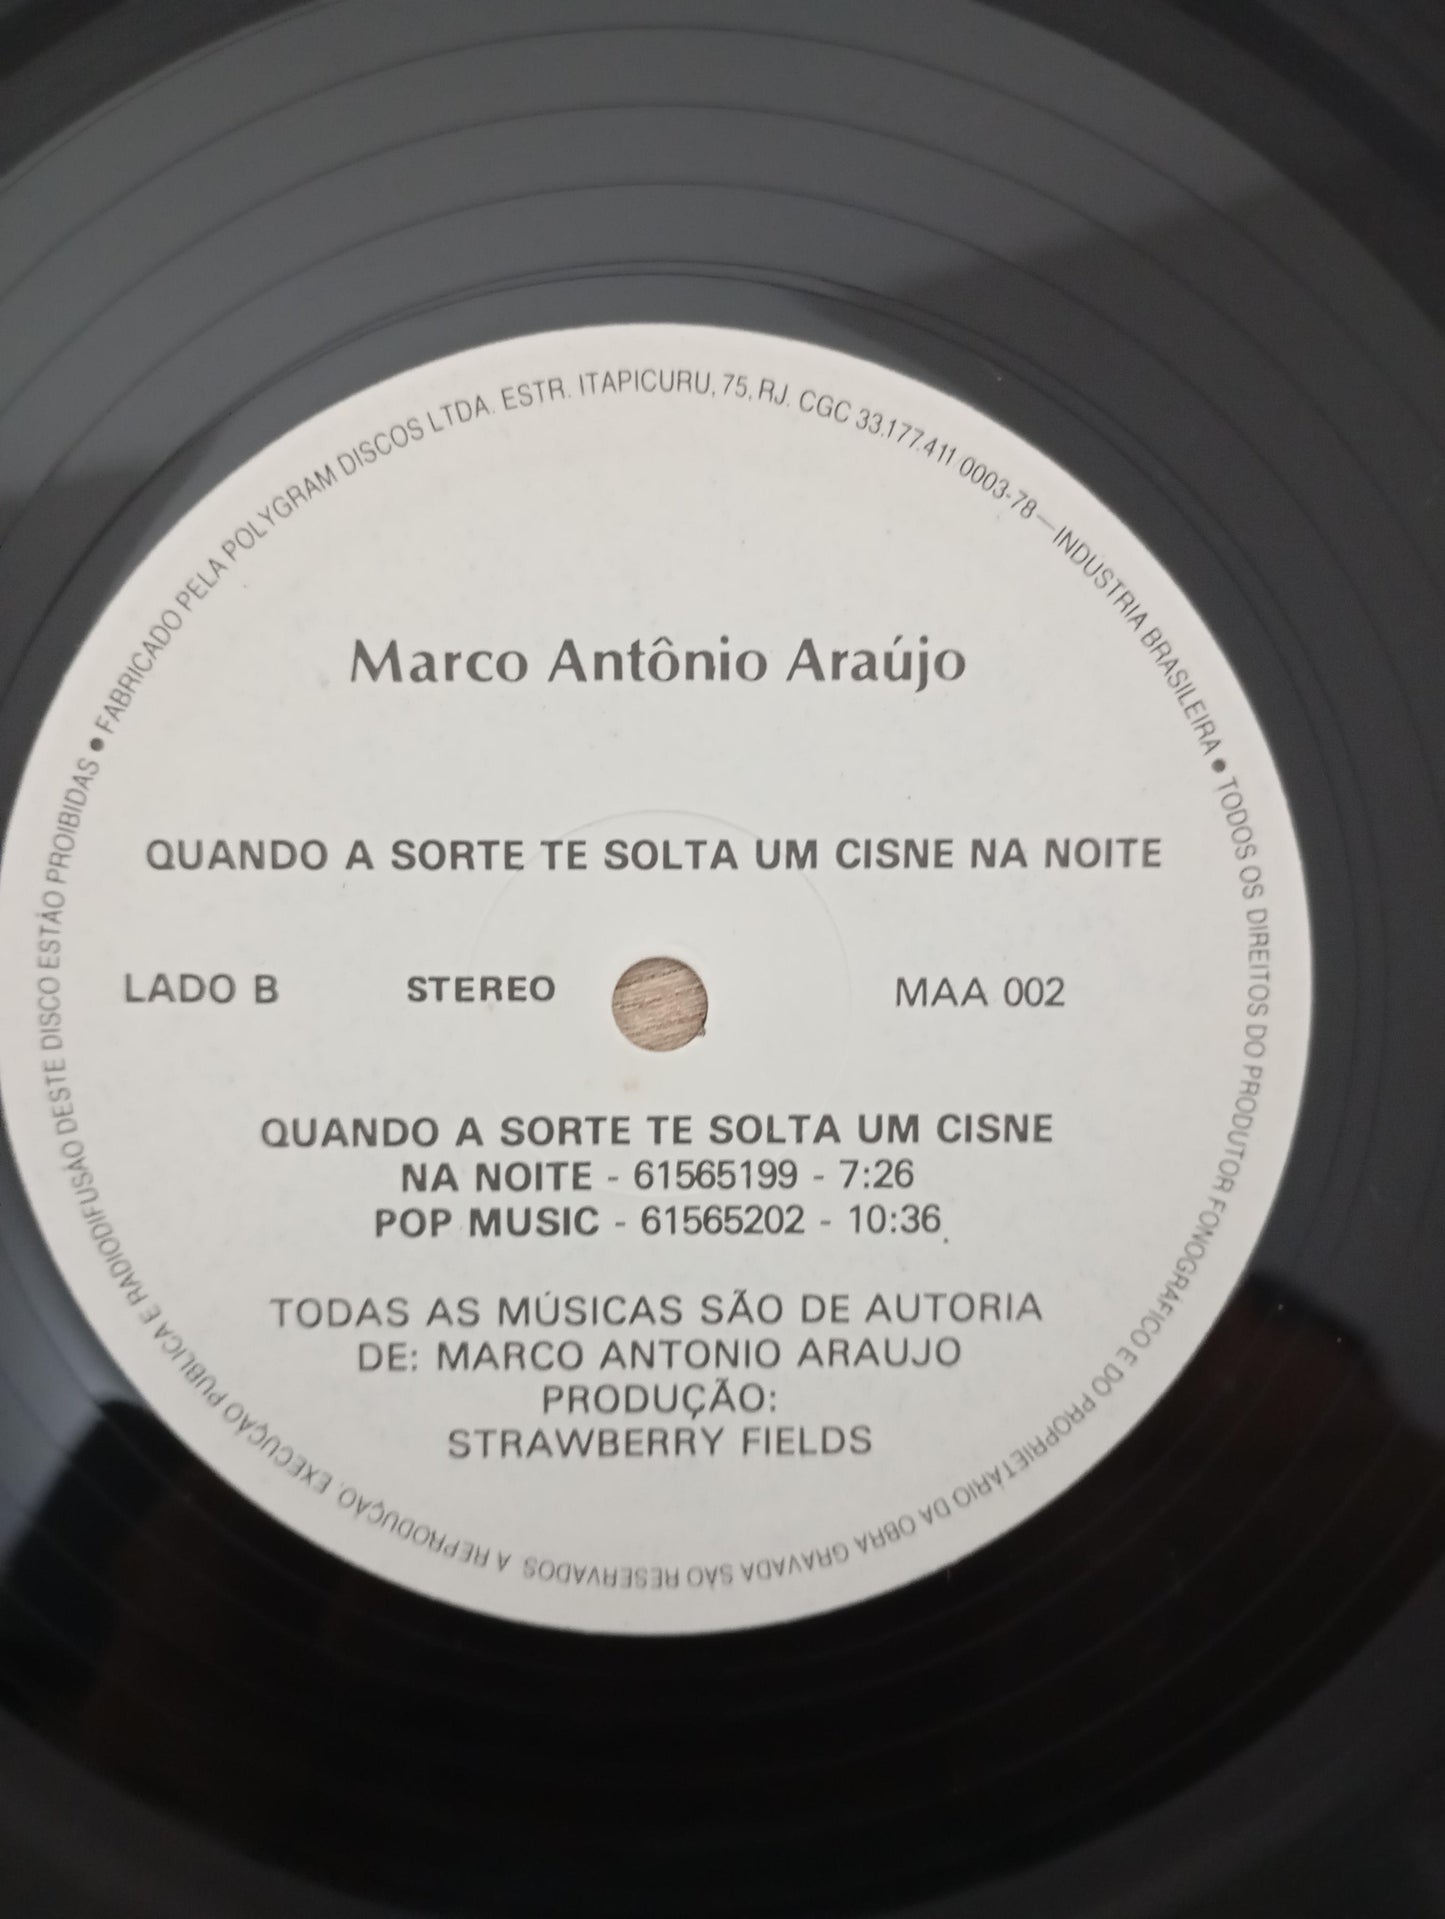 ● FABRICADO PELA POLYGRAM DISCOS LTDA. ESTR. ITAPICURU, 75, RJ. CGC 33.177.411 0003-78 — INDÚSTRIA BRASILEIRA ● TODOS OS DIREITOS DO PRODUTOR FONOGRÁFICO E DO PROPRIETÁRIO DA OBRA GRAVADA SÃO RESERVADOS A REPRODUÇÃO, EXECUÇÃO PÚBLICA E RADIODIFUSÃO DESTE DISCO ESTÃO PROIBIDAS
Marco Antônio Araújo
QUANDO A SORTE TE SOLTA UM CISNE NA NOITE
LADO B STEREO MAA 002
QUANDO A SORTE TE SOLTA UM CISNE
NA NOITE - 61565199 - 7:26
POP MUSIC - 61565202 - 10:36
TODAS AS MÚSICAS SÃO DE AUTORIA
DE: MARCO ANTONIO ARAUJO
PRODUÇÃO:
STRAWBERRY FIELDS